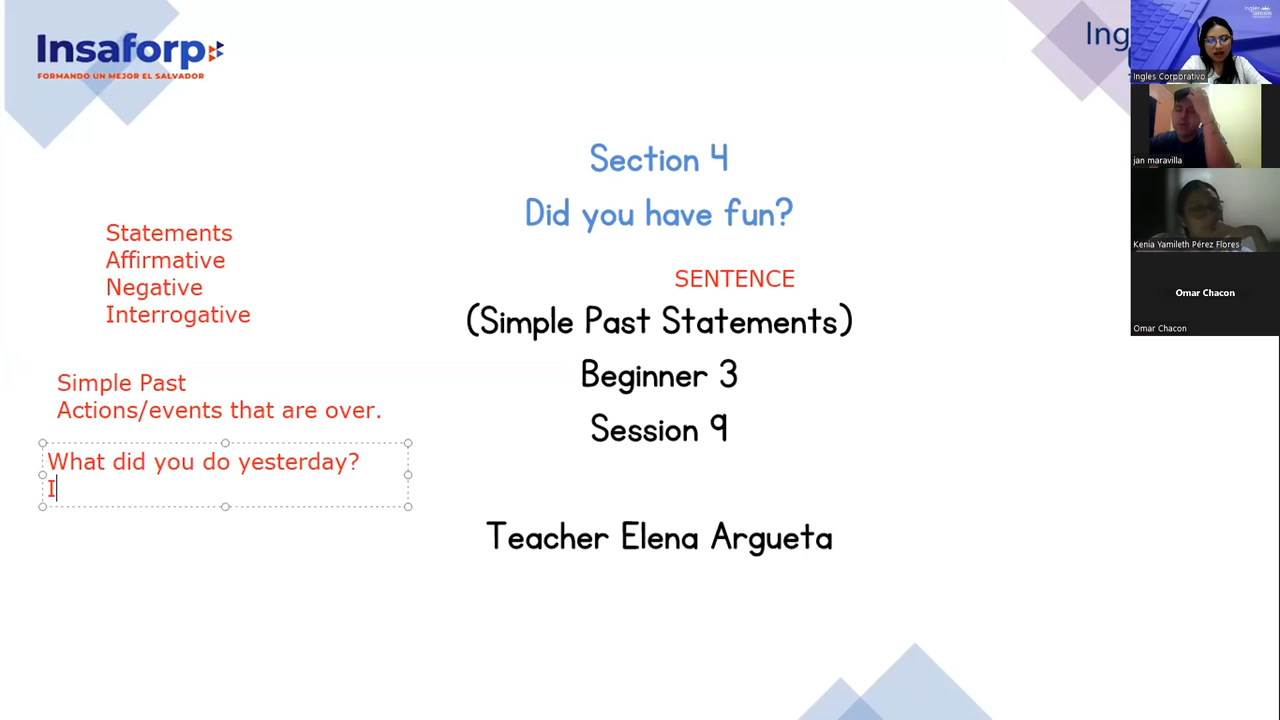 Insaforp
FORMANDO UN MEJOR EL SALVADOR
Ing
Ingles Corporativo
jan maravilla
Kenia Yamileth Pérez Flores
Omar Chacon
Omar Chacon
Section 4
Did you have fun?
SENTENCE
(Simple Past Statements)
Beginner 3
Session 9
Teacher Elena Argueta
Statements
Affirmative
Negative
Interrogative
Simple Past
Actions/events that are over.
What did you do yesterday?
I